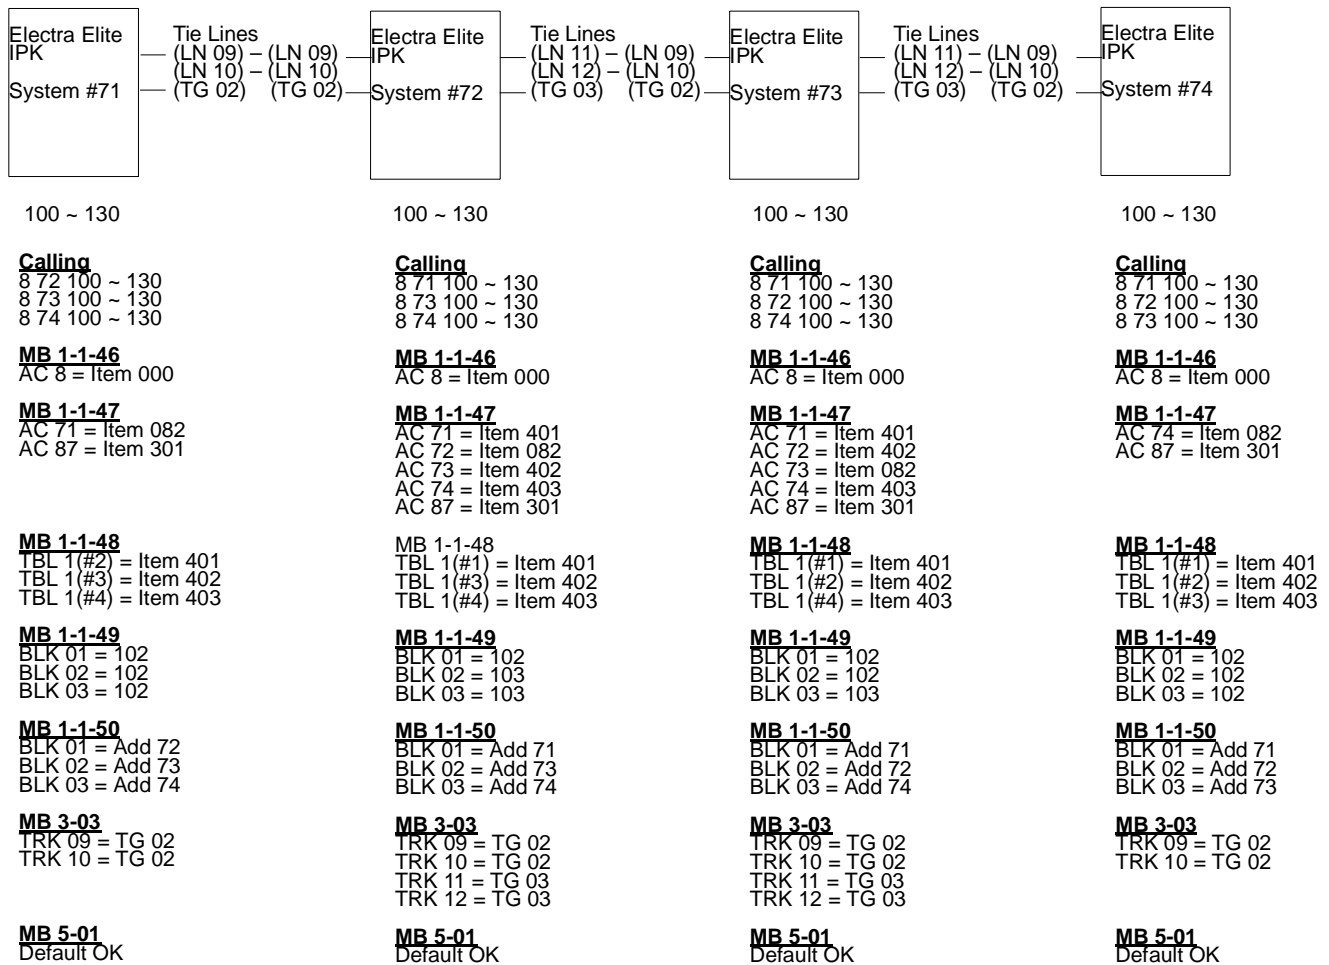 Electra Elite
IPK
System #71
Tie Lines
(LN 09) – (LN 09)
(LN 10) – (LN 10)
(TG 02) (TG 02)
Electra Elite
IPK
System #72
Tie Lines
(LN 11) – (LN 09)
(LN 12) – (LN 10)
(TG 03) (TG 02)
Electra Elite
IPK
System #73
Tie Lines
(LN 11) – (LN 09)
(LN 12) – (LN 10)
(TG 03) (TG 02)
Electra Elite
IPK
System #74
100 ~ 130
Calling
8 72 100 ~ 130
8 73 100 ~ 130
8 74 100 ~ 130
MB 1-1-46
AC 8 = Item 000
MB 1-1-47
AC 71 = Item 082
AC 87 = Item 301
MB 1-1-48
TBL 1(#2) = Item 401
TBL 1(#3) = Item 402
TBL 1(#4) = Item 403
MB 1-1-49
BLK 01 = 102
BLK 02 = 102
BLK 03 = 102
MB 1-1-50
BLK 01 = Add 72
BLK 02 = Add 73
BLK 03 = Add 74
MB 3-03
TRK 09 = TG 02
TRK 10 = TG 02
MB 5-01
Default OK
100 ~ 130
Calling
8 71 100 ~ 130
8 73 100 ~ 130
8 74 100 ~ 130
MB 1-1-46
AC 8 = Item 000
MB 1-1-47
AC 71 = Item 401
AC 72 = Item 082
AC 73 = Item 402
AC 74 = Item 403
AC 87 = Item 301
MB 1-1-48
TBL 1(#1) = Item 401
TBL 1(#3) = Item 402
TBL 1(#4) = Item 403
MB 1-1-49
BLK 01 = 102
BLK 02 = 103
BLK 03 = 103
MB 1-1-50
BLK 01 = Add 71
BLK 02 = Add 73
BLK 03 = Add 74
MB 3-03
TRK 09 = TG 02
TRK 10 = TG 02
TRK 11 = TG 03
TRK 12 = TG 03
MB 5-01
Default OK
100 ~ 130
Calling
8 71 100 ~ 130
8 72 100 ~ 130
8 74 100 ~ 130
MB 1-1-46
AC 8 = Item 000
MB 1-1-47
AC 71 = Item 401
AC 72 = Item 402
AC 73 = Item 082
AC 74 = Item 403
AC 87 = Item 301
MB 1-1-48
TBL 1(#1) = Item 401
TBL 1(#2) = Item 402
TBL 1(#4) = Item 403
MB 1-1-49
BLK 01 = 102
BLK 02 = 102
BLK 03 = 103
MB 1-1-50
BLK 01 = Add 71
BLK 02 = Add 72
BLK 03 = Add 74
MB 3-03
TRK 09 = TG 02
TRK 10 = TG 02
TRK 11 = TG 03
TRK 12 = TG 03
MB 5-01
Default OK
100 ~ 130
Calling
8 71 100 ~ 130
8 72 100 ~ 130
8 73 100 ~ 130
MB 1-1-46
AC 8 = Item 000
MB 1-1-47
AC 74 = Item 082
AC 87 = Item 301
MB 1-1-48
TBL 1(#1) = Item 401
TBL 1(#2) = Item 402
TBL 1(#3) = Item 403
MB 1-1-49
BLK 01 = 102
BLK 02 = 102
BLK 03 = 102
MB 1-1-50
BLK 01 = Add 71
BLK 02 = Add 72
BLK 03 = Add 73
MB 3-03
TRK 09 = TG 02
TRK 10 = TG 02
MB 5-01
Default OK